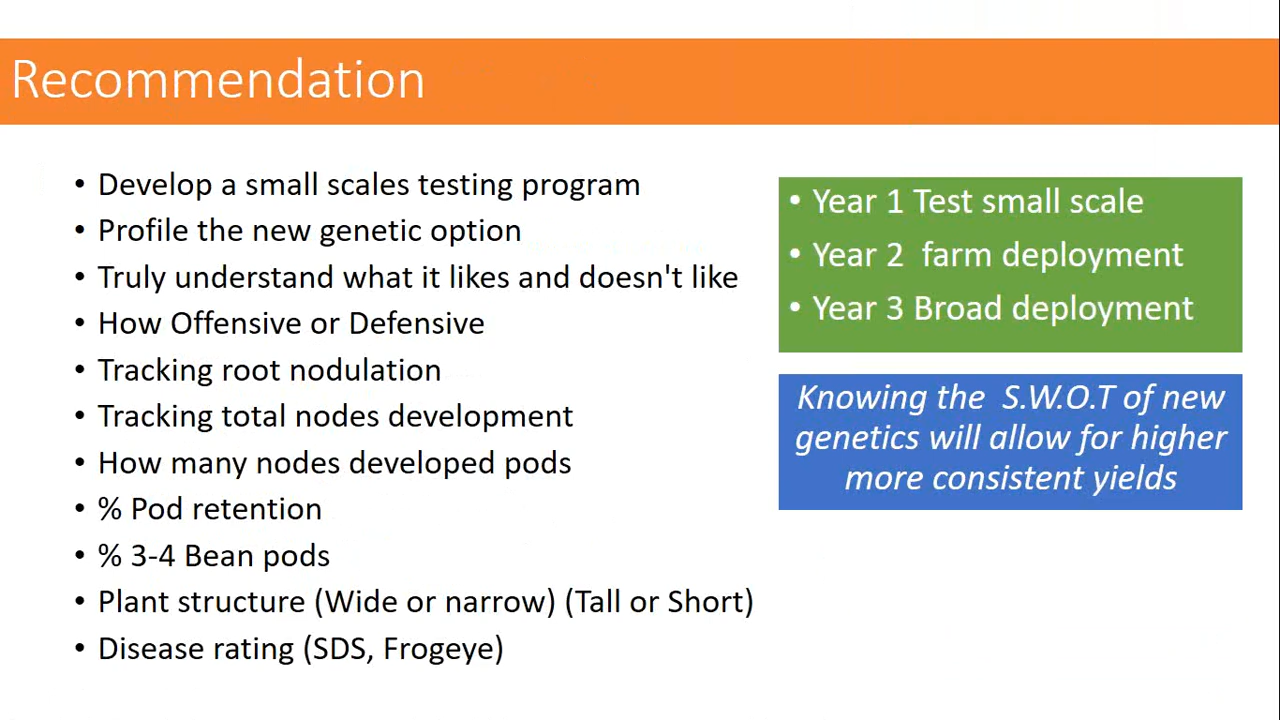 Recommendation
• Develop a small scales testing program
• Profile the new genetic option
• Truly understand what it likes and doesn't like
• How Offensive or Defensive
• Tracking root nodulation
• Tracking total nodes development
• How many nodes developed pods
• % Pod retention
• % 3-4 Bean pods
• Plant structure (Wide or narrow) (Tall or Short)
• Disease rating (SDS, Frogeye)
• Year 1 Test small scale
• Year 2  farm deployment
• Year 3 Broad deployment
Knowing the  S.W.O.T of new
genetics will allow for higher
more consistent yields